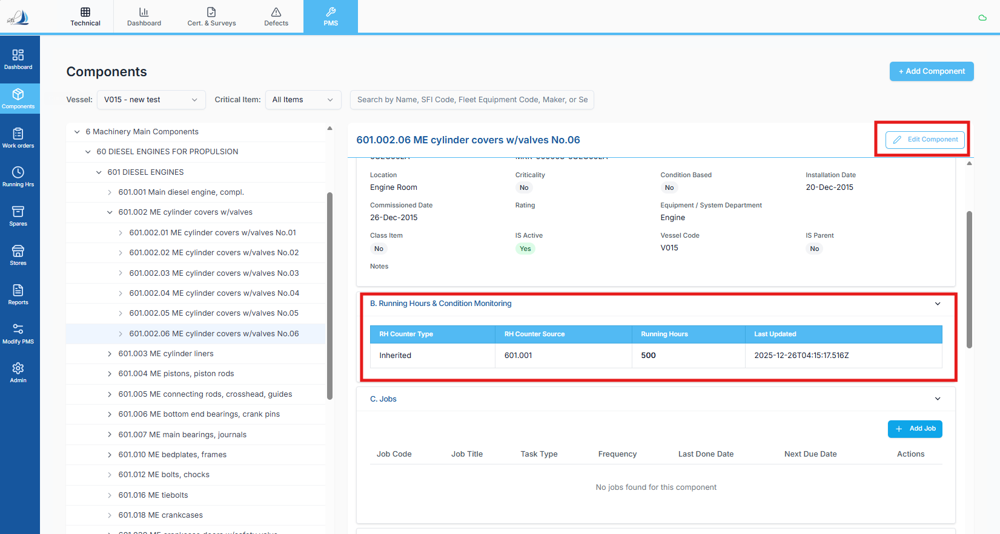 Technical
Dashboard
Cert. & Surveys
Defects
PMS
Dashboard
Components
Work orders
Running Hrs
Spares
Stores
Reports
Modify PMS
Admin
Components
+ Add Component
Vessel:
V015 - new test
Critical Item:
All Items
Search by Name, SFI Code, Fleet Equipment Code, Maker, or Se
6 Machinery Main Components
60 DIESEL ENGINES FOR PROPULSION
601 DIESEL ENGINES
601.001 Main diesel engine, compl.
601.002 ME cylinder covers w/valves
601.002.01 ME cylinder covers w/valves No.01
601.002.02 ME cylinder covers w/valves No.02
601.002.03 ME cylinder covers w/valves No.03
601.002.04 ME cylinder covers w/valves No.04
601.002.05 ME cylinder covers w/valves No.05
601.002.06 ME cylinder covers w/valves No.06
601.003 ME cylinder liners
601.004 ME pistons, piston rods
601.005 ME connecting rods, crosshead, guides
601.006 ME bottom end bearings, crank pins
601.007 ME main bearings, journals
601.010 ME bedplates, frames
601.012 ME bolts, chocks
601.016 ME tiebolts
601.018 ME crankcases
601.002.06 ME cylinder covers w/valves No.06
Edit Component
Location Criticality Condition Based Installation Date
Engine Room No No 20-Dec-2015
Commissioned Date Rating Equipment / System Department
26-Dec-2015 Engine
Class Item IS Active Vessel Code IS Parent
No Yes V015 No
Notes
B. Running Hours & Condition Monitoring
RH Counter Type RH Counter Source Running Hours Last Updated
Inherited 601.001 500 2025-12-26T04:15:17.516Z
C. Jobs
+ Add Job
Job Code Job Title Task Type Frequency Last Done Date Next Due Date Actions
No jobs found for this component